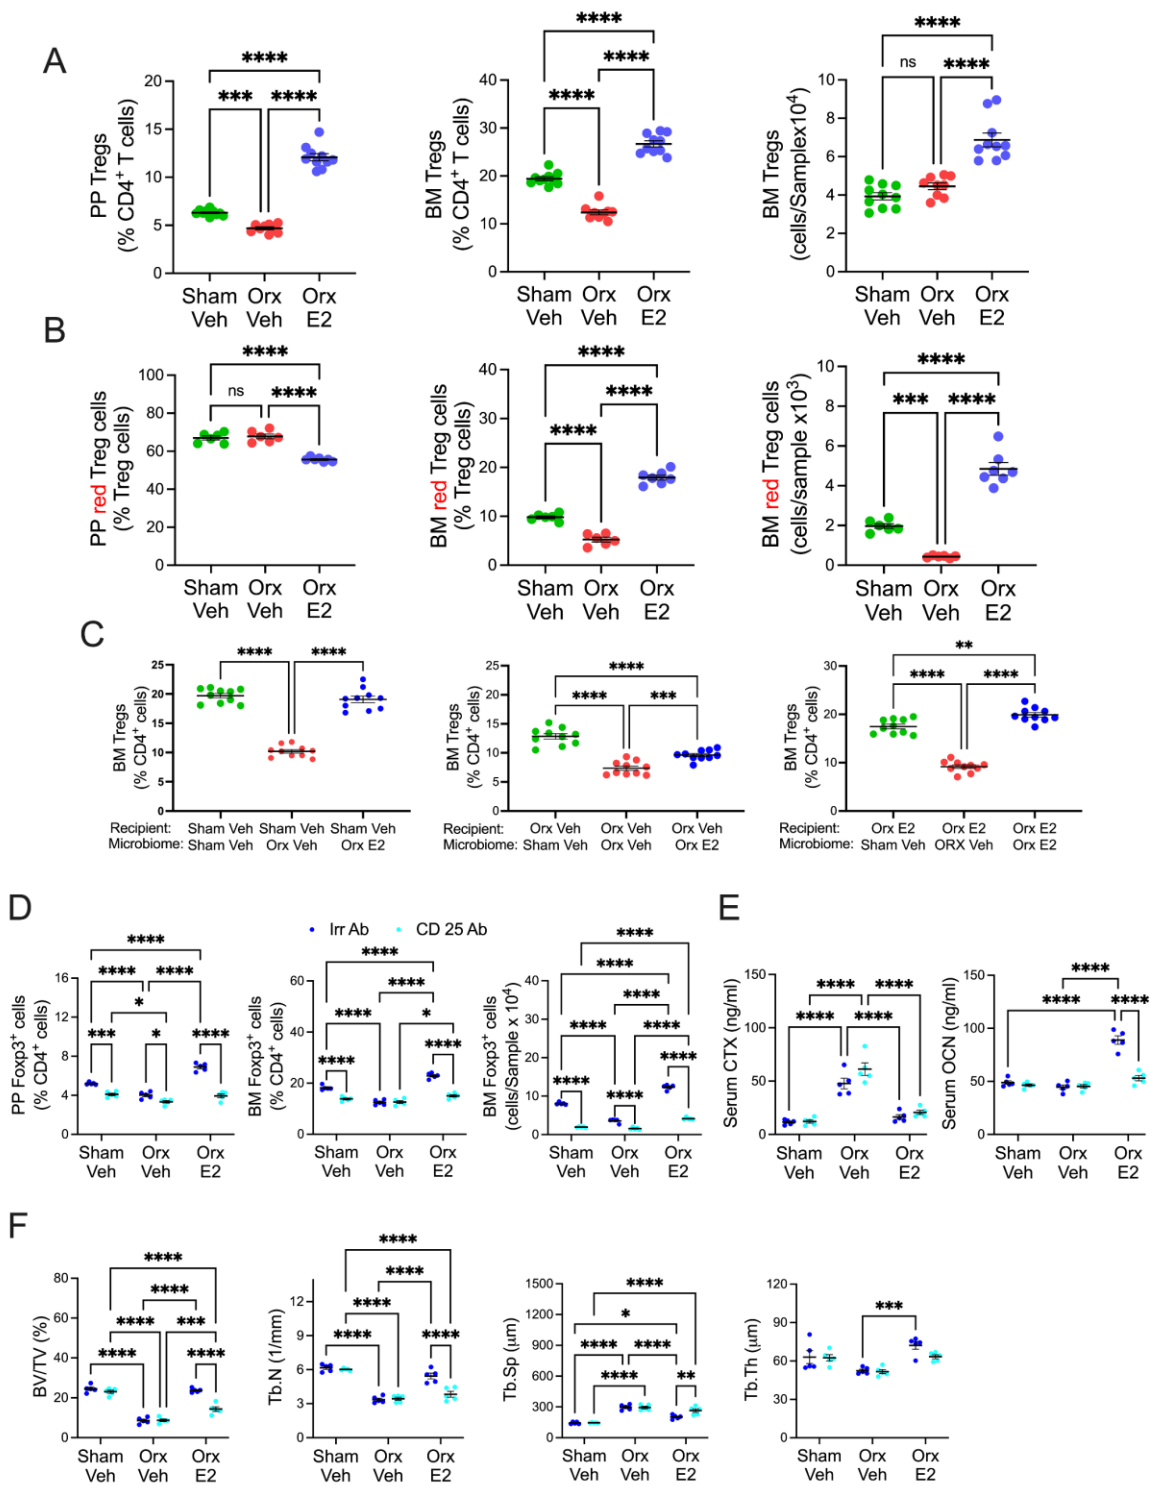 A
PP Tregs
(% CD4+ T cells)
20
15
10
5
0
*** ****
****
Sham Veh
Orx Veh
Orx E2
BM Tregs
(% CD4+ T cells)
40
30
20
10
0
****
****
****
Sham Veh
Orx Veh
Orx E2
BM Tregs
(cells/Samplex10⁴)
10
8
6
4
2
0
****
ns ****
Sham Veh
Orx Veh
Orx E2
B
PP red Treg cells
(% Treg cells)
100
80
60
40
20
0
****
ns ****
Sham Veh
Orx Veh
Orx E2
BM red Treg cells
(% Treg cells)
40
30
20
10
0
****
****
****
Sham Veh
Orx Veh
Orx E2
BM red Treg cells
(cells/sample x10³)
10
8
6
4
2
0
****
*** ****
Sham Veh
Orx Veh
Orx E2
C
BM Tregs
(% CD4+ cells)
25
20
15
10
5
0
**** ****
Recipient: Sham Veh Sham Veh Sham Veh
Microbiome: Sham Veh Orx Veh Orx E2
BM Tregs
(% CD4+ cells)
25
20
15
10
5
0
****
**** ***
Recipient: Orx Veh Orx Veh Orx Veh
Microbiome: Sham Veh Orx Veh Orx E2
BM Tregs
(% CD4+ cells)
30
20
10
0
**
**** ****
Recipient: Orx E2 Orx E2 Orx E2
Microbiome: Sham Veh ORX Veh Orx E2
D
Irr Ab CD 25 Ab
PP Foxp3+ cells
(% CD4+ cells)
16
12
8
4
0
****
**** ****
*
*** * ****
Sham Veh
Orx Veh
Orx E2
BM Foxp3+ cells
(% CD4+ cells)
60
40
20
0
****
****
**** *
**** ****
Sham Veh
Orx Veh
Orx E2
BM Foxp3+ cells
(cells/Sample x 10⁴)
40
30
20
10
0
****
****
****
**** ****
****
**** ****
Sham Veh
Orx Veh
Orx E2
E
Serum CTX (ng/ml)
150
100
50
0
**** ****
**** ****
Sham Veh
Orx Veh
Orx E2
Serum OCN (ng/ml)
150
100
50
0
****
**** ****
Sham Veh
Orx Veh
Orx E2
F
BV/TV (%)
80
60
40
20
0
****
****
**** ***
**** ****
Sham Veh
Orx Veh
Orx E2
Tb.N (1/mm)
12
9
6
3
0
****
****
****
**** ****
Sham Veh
Orx Veh
Orx E2
Tb.Sp (μm)
1500
1200
900
600
300
0
****
*
**** ****
**** **
Sham Veh
Orx Veh
Orx E2
Tb.Th (μm)
120
90
60
30
0
***
Sham Veh
Orx Veh
Orx E2